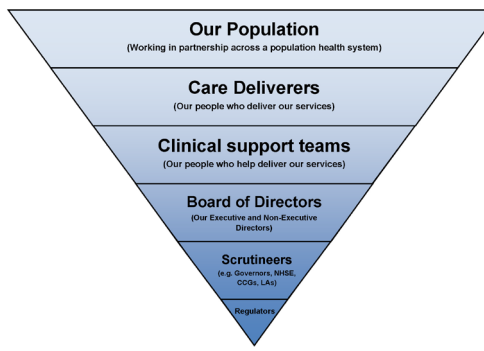 Our Population
(Working in partnership across a population health system)
Care Deliverers
(Our people who deliver our services)
Clinical support teams
(Our people who help deliver our services)
Board of Directors
(Our Executive and Non-Executive
Directors)
Scrutineers
(e.g. Governors, NHSE,
CCGs, LAs)
Regulators